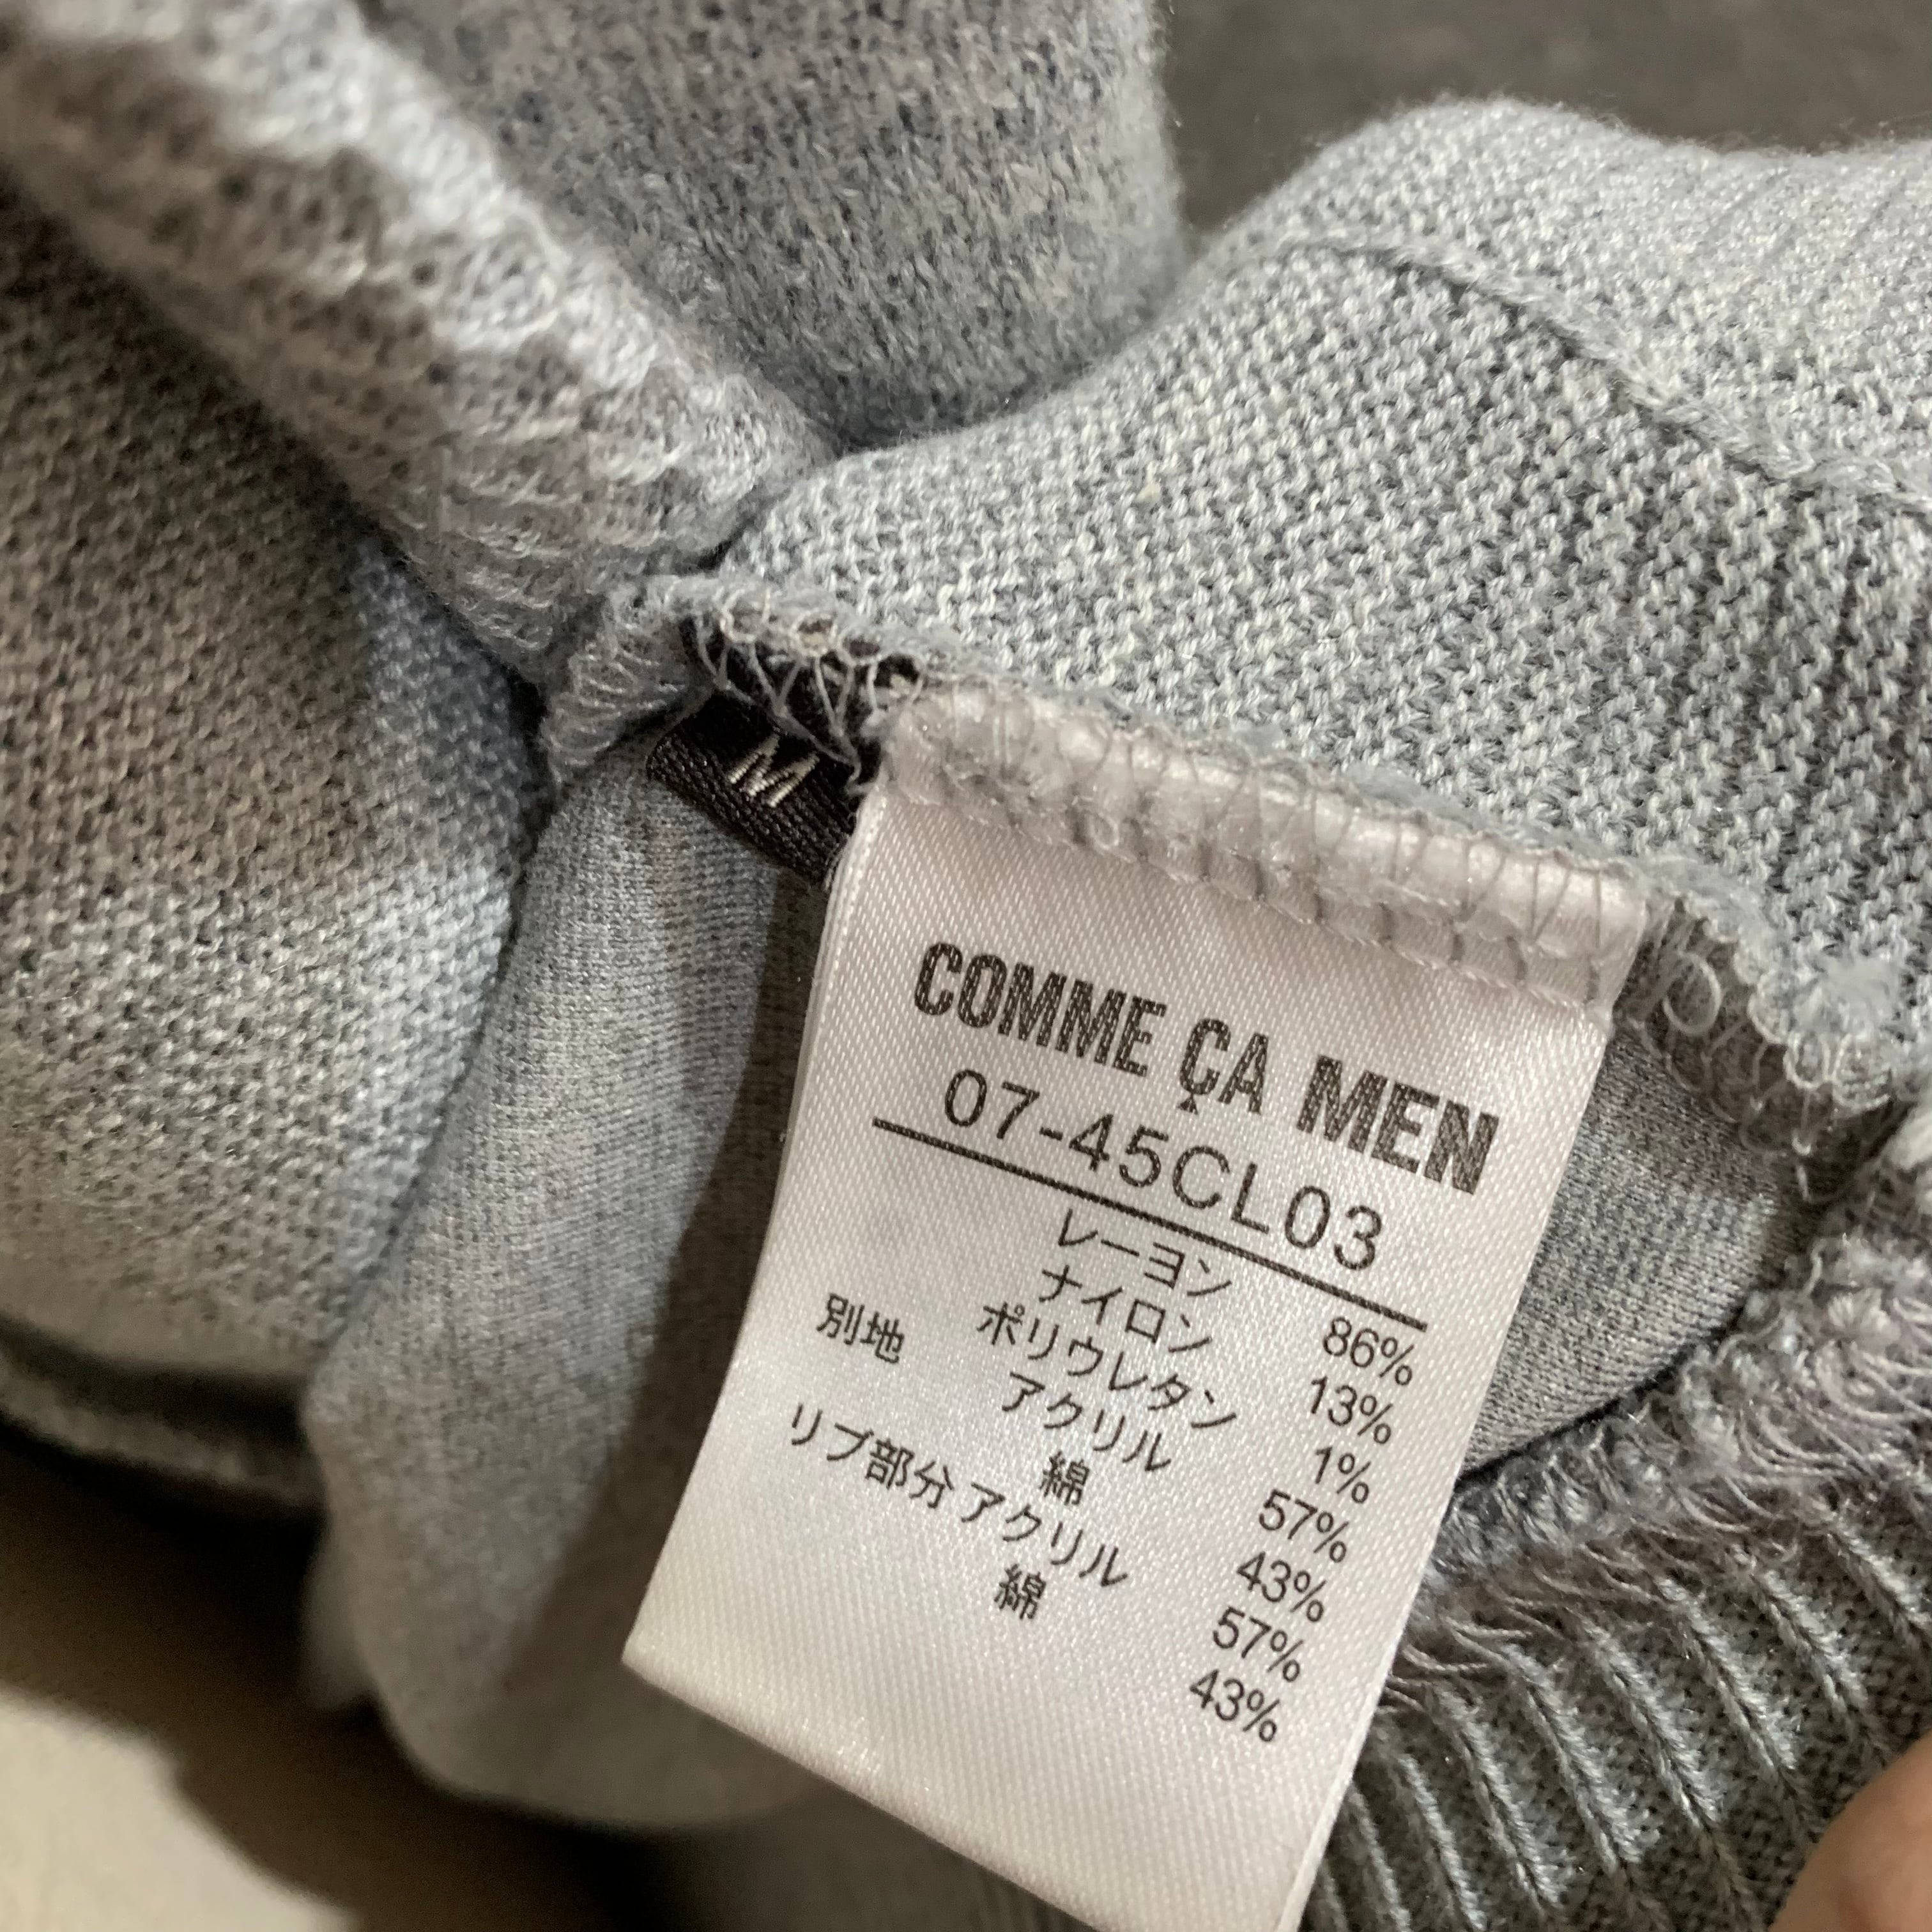 M
COMME ÇA MEN
07-45CL03
レーヨン 86%
ナイロン 13%
ポリウレタン 1%
別地 アクリル 57%
綿 43%
リブ部分 アクリル 57%
綿 43%